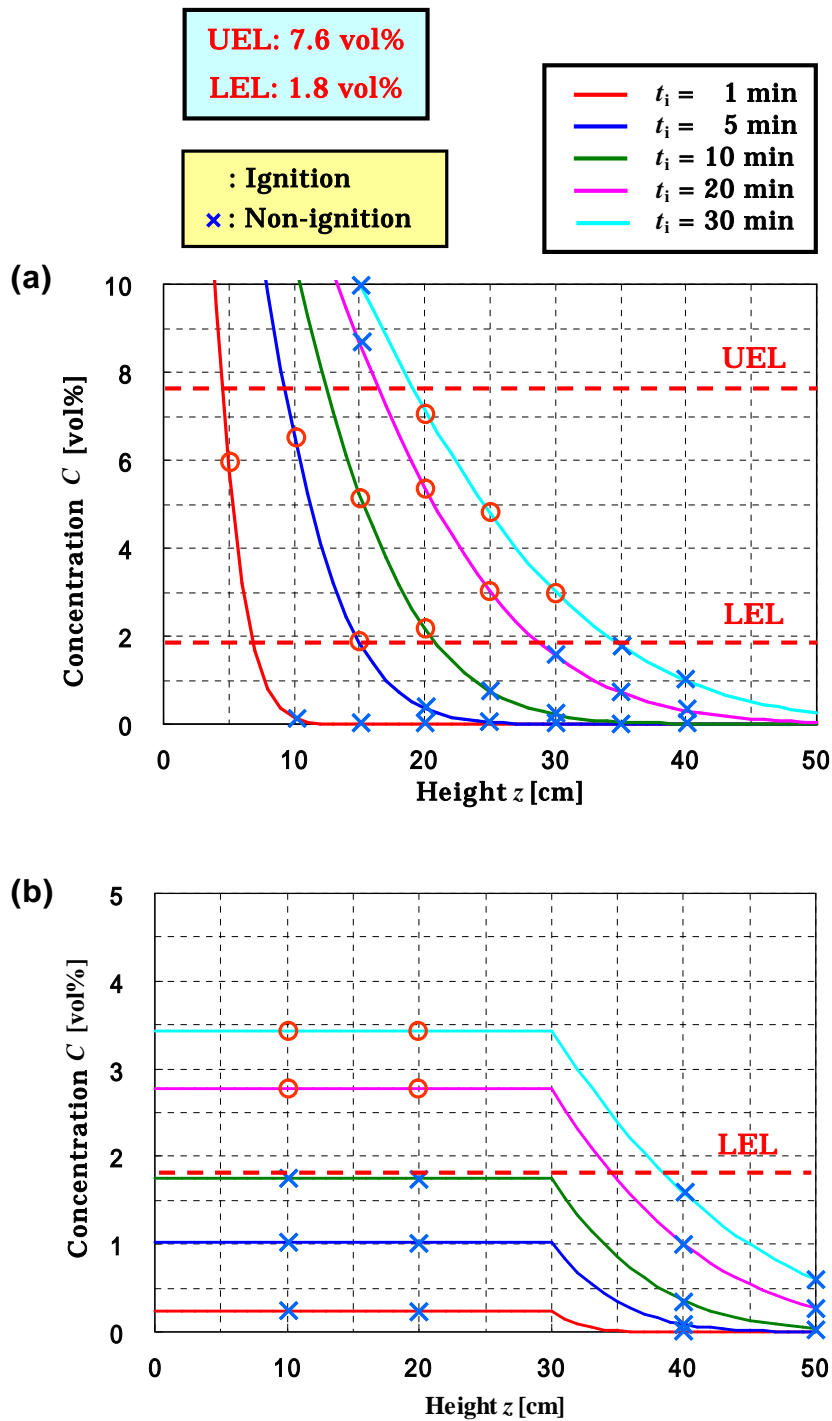 UEL: 7.6 vol%
LEL: 1.8 vol%
: Ignition
×: Non-ignition
tᵢ = 1 min
tᵢ = 5 min
tᵢ = 10 min
tᵢ = 20 min
tᵢ = 30 min
(a)
Concentration C [vol%]
10
8
6
4
2
0
UEL
LEL
0 10 20 30 40 50
Height z [cm]
(b)
Concentration C [vol%]
5
4
3
2
1
0
LEL
0 10 20 30 40 50
Height z [cm]